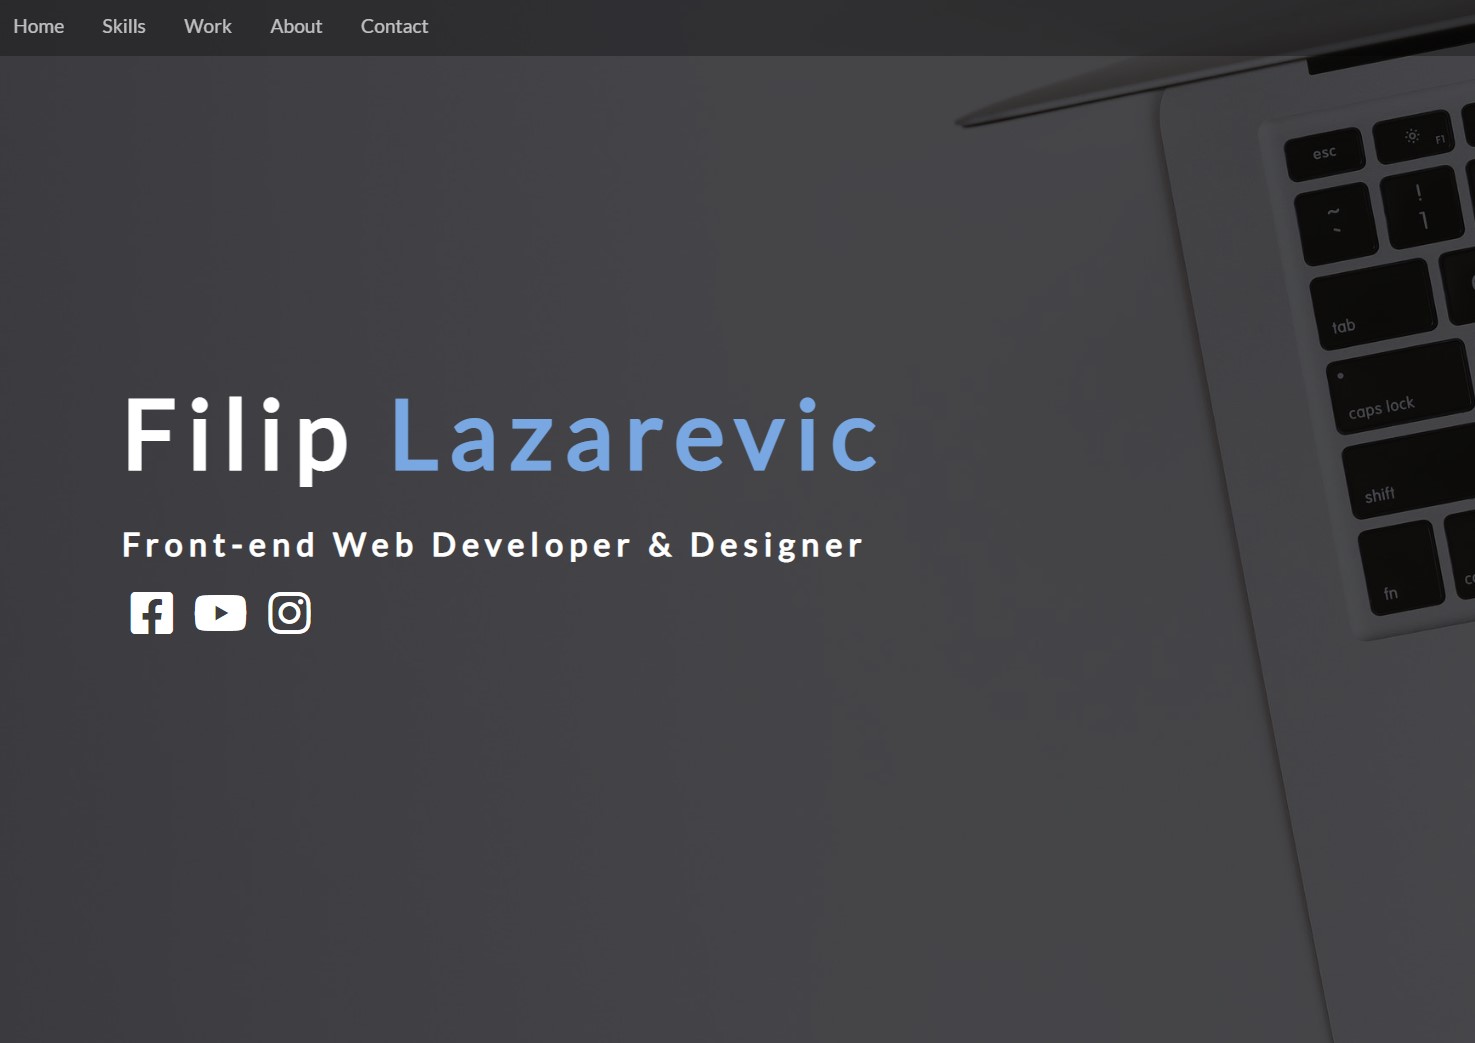 Home Skills Work About Contact
Filip Lazarevic
Front-end Web Developer & Designer
esc F1
~ !
` 1
tab
caps lock
shift
fn